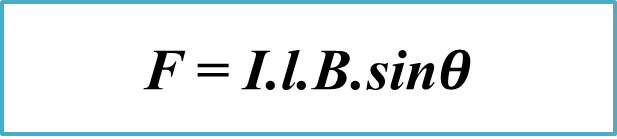 F = I.l.B.sinθ